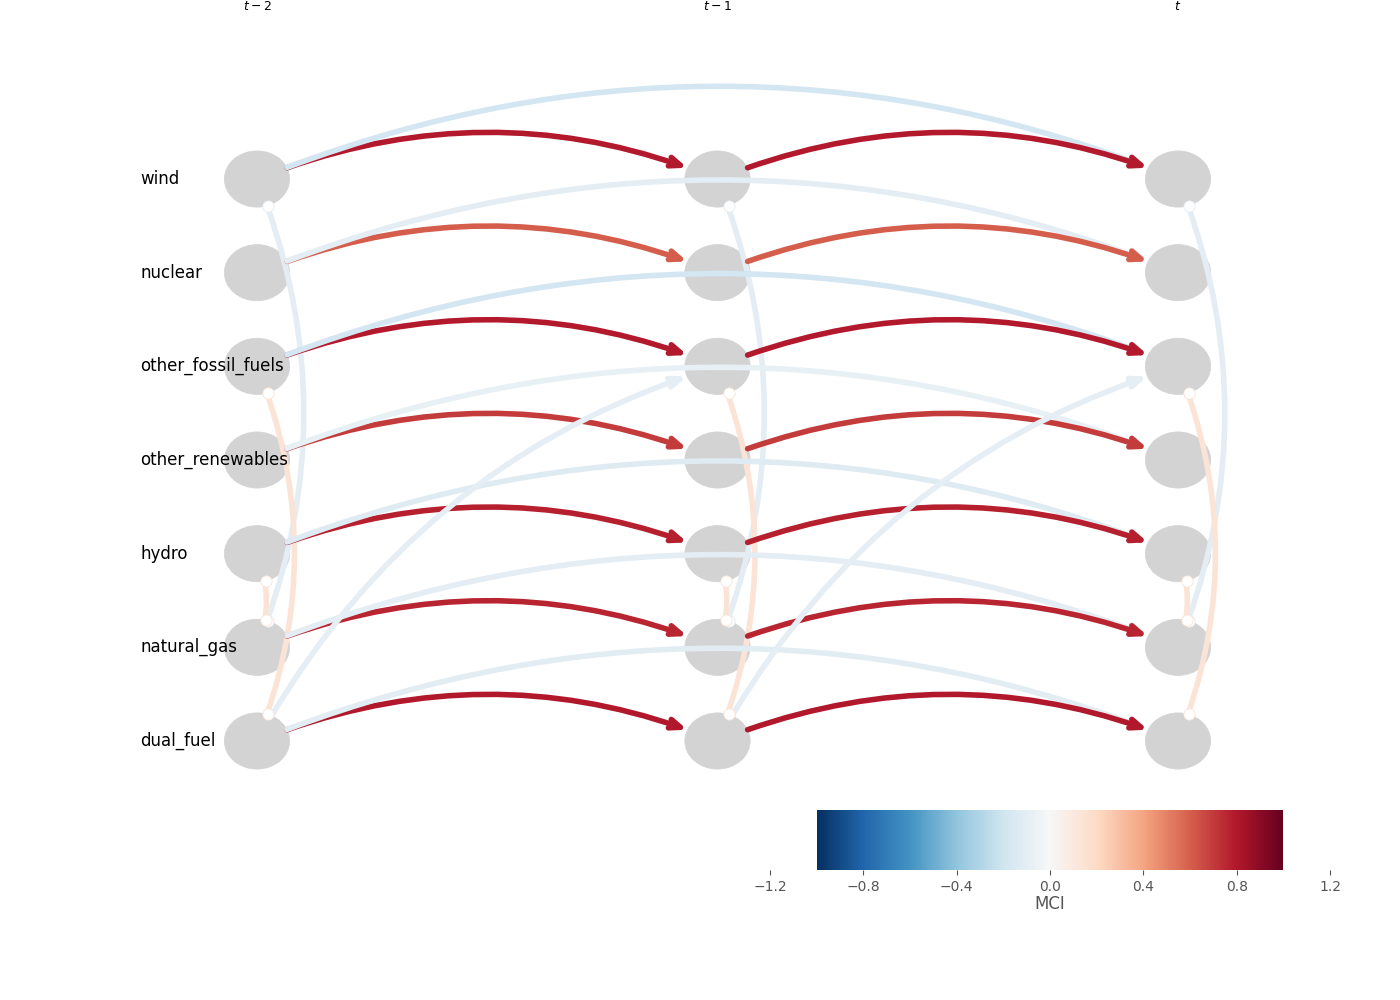 t − 2
t − 1
t
wind
nuclear
other_fossil_fuels
other_renewables
hydro
natural_gas
dual_fuel
−1.2
−0.8
−0.4
0.0
0.4
0.8
1.2
MCI